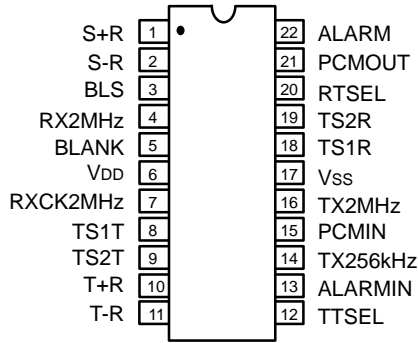 S+R 1 22 ALARM
S-R 2 21 PCMOUT
BLS 3 20 RTSEL
RX2MHz 4 19 TS2R
BLANK 5 18 TS1R
VDD 6 17 VSS
RXCK2MHz 7 16 TX2MHz
TS1T 8 15 PCMIN
TS2T 9 14 TX256kHz
T+R 10 13 ALARMIN
T-R 11 12 TTSEL